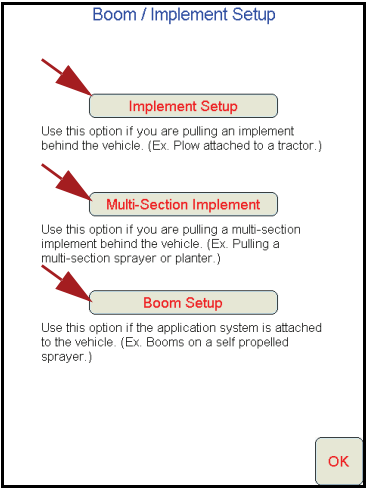 Boom / Implement Setup
Implement Setup
Use this option if you are pulling an implement
behind the vehicle. (Ex. Plow attached to a tractor.)
Multi-Section Implement
Use this option if you are pulling a multi-section
implement behind the vehicle. (Ex. Pulling a
multi-section sprayer or planter.)
Boom Setup
Use this option if the application system is attached
to the vehicle. (Ex. Booms on a self propelled
sprayer.)
OK